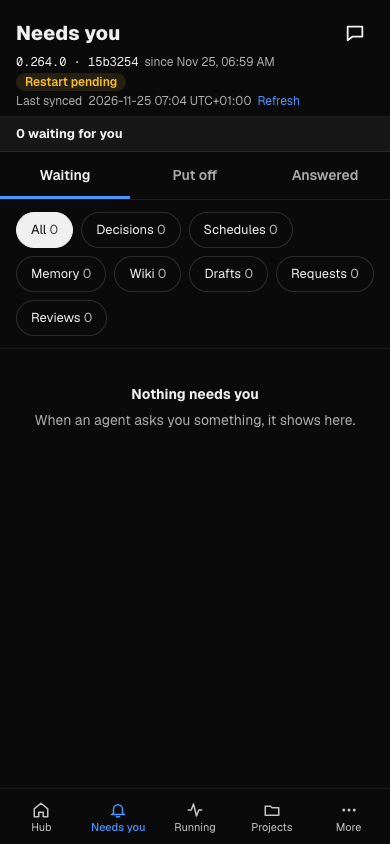 Needs you
0.264.0 · 15b3254 since Nov 25, 06:59 AM
Restart pending
Last synced 2026-11-25 07:04 UTC+01:00 Refresh
0 waiting for you
Waiting Put off Answered
All 0 Decisions 0 Schedules 0
Memory 0 Wiki 0 Drafts 0 Requests 0
Reviews 0
Nothing needs you
When an agent asks you something, it shows here.
Hub Needs you Running Projects More